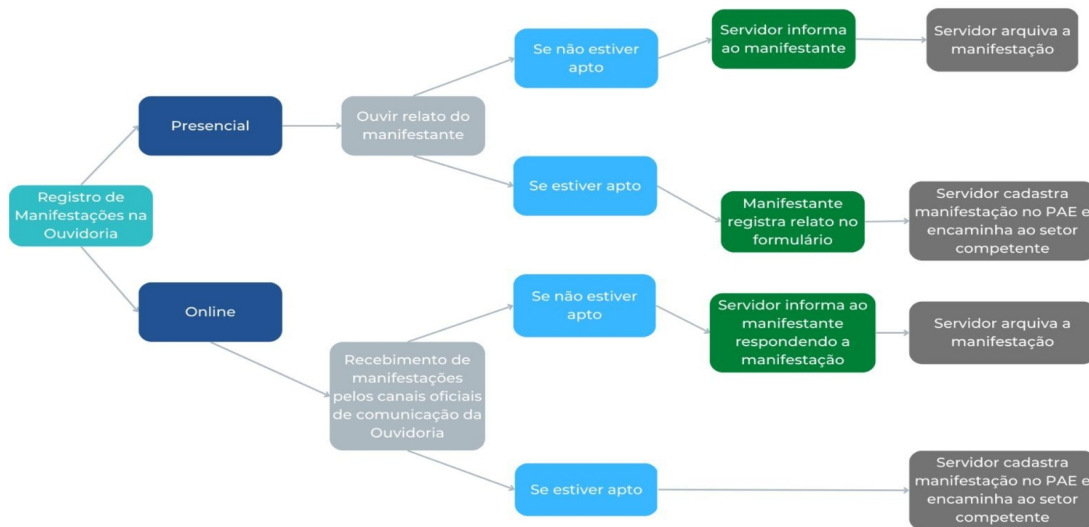 Registro de
Manifestações na
Ouvidoria
Presencial
Ouvir relato do
manifestante
Se não estiver
apto
Servidor informa
ao manifestante
Servidor arquiva a
manifestação
Se estiver apto
Manifestante
registra relato no
formulário
Servidor cadastra
manifestação no PAE e
encaminha ao setor
competente
Online
Recebimento de
manifestações
pelos canais oficiais
de comunicação da
Ouvidoria
Se não estiver
apto
Servidor informa ao
manifestante
respondendo a
manifestação
Servidor arquiva a
manifestação
Se estiver apto
Servidor cadastra
manifestação no PAE e
encaminha ao setor
competente